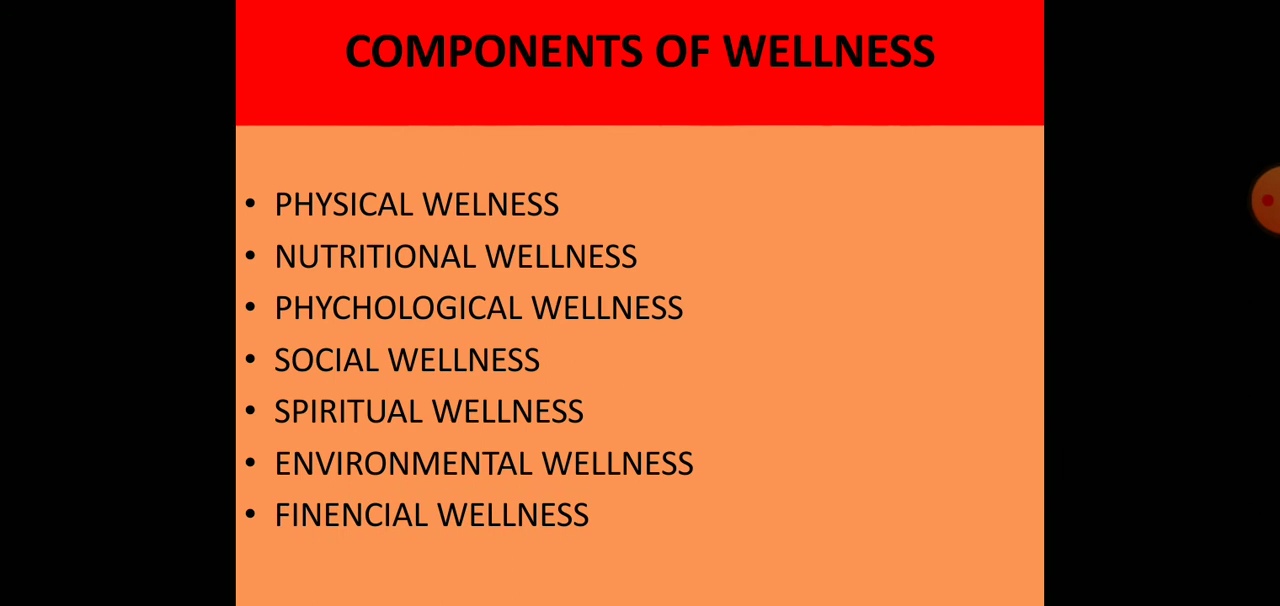 COMPONENTS OF WELLNESS
• PHYSICAL WELNESS
• NUTRITIONAL WELLNESS
• PHYCHOLOGICAL WELLNESS
• SOCIAL WELLNESS
• SPIRITUAL WELLNESS
• ENVIRONMENTAL WELLNESS
• FINENCIAL WELLNESS